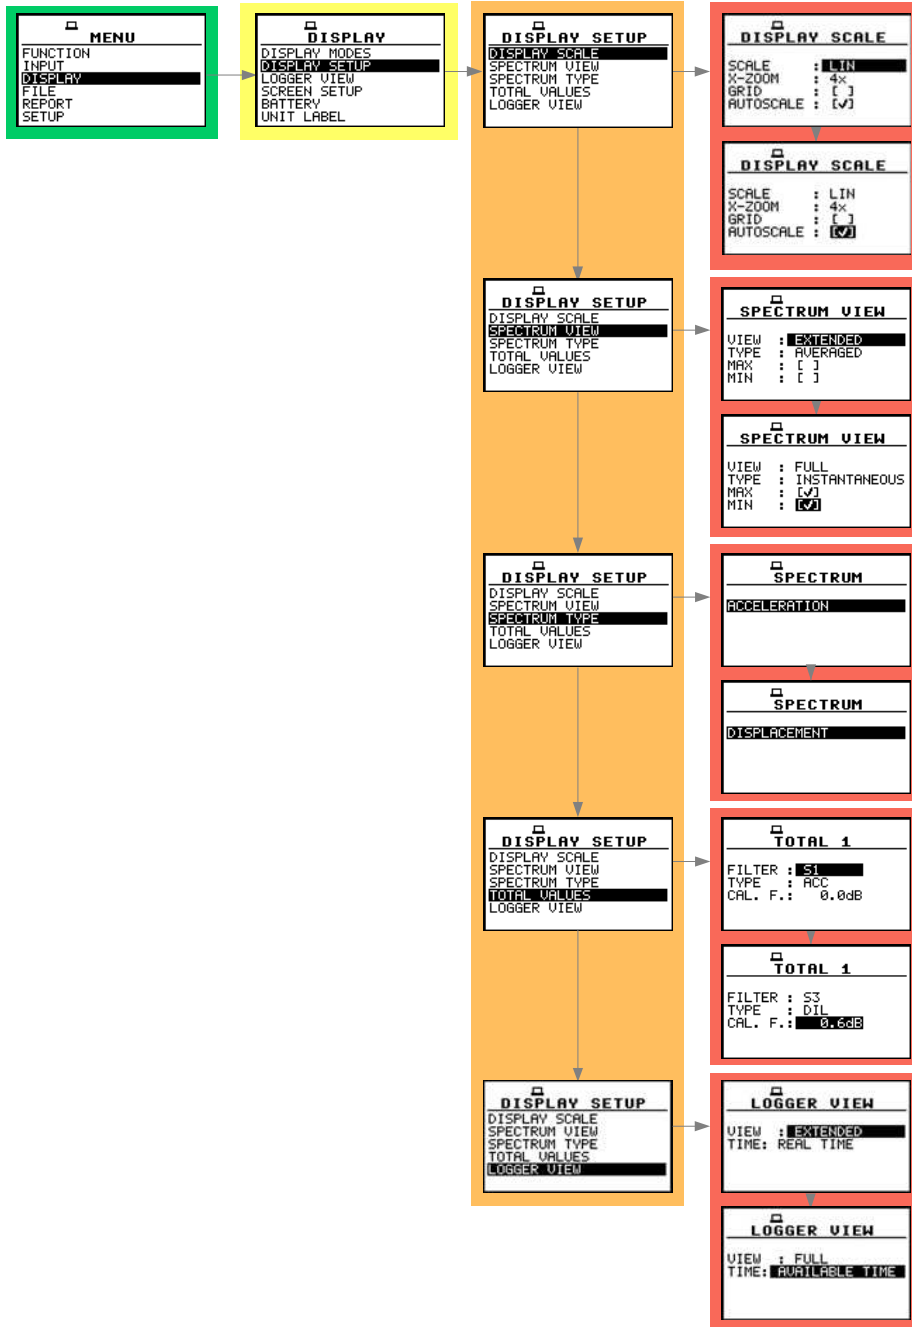 MENU
FUNCTION
INPUT
DISPLAY
FILE
REPORT
SETUP
DISPLAY
DISPLAY MODES
DISPLAY SETUP
LOGGER VIEW
SCREEN SETUP
BATTERY
UNIT LABEL
DISPLAY SETUP
DISPLAY SCALE
SPECTRUM VIEW
SPECTRUM TYPE
TOTAL VALUES
LOGGER VIEW
DISPLAY SCALE
SCALE : LIN
X-ZOOM : 4x
GRID : [ ]
AUTOSCALE : [√]
DISPLAY SCALE
SCALE : LIN
X-ZOOM : 4x
GRID : [ ]
AUTOSCALE : [√]
DISPLAY SETUP
DISPLAY SCALE
SPECTRUM VIEW
SPECTRUM TYPE
TOTAL VALUES
LOGGER VIEW
SPECTRUM VIEW
VIEW : EXTENDED
TYPE : AVERAGED
MAX : [ ]
MIN : [ ]
SPECTRUM VIEW
VIEW : FULL
TYPE : INSTANTANEOUS
MAX : [√]
MIN : [√]
DISPLAY SETUP
DISPLAY SCALE
SPECTRUM VIEW
SPECTRUM TYPE
TOTAL VALUES
LOGGER VIEW
SPECTRUM
ACCELERATION
SPECTRUM
DISPLACEMENT
DISPLAY SETUP
DISPLAY SCALE
SPECTRUM VIEW
SPECTRUM TYPE
TOTAL VALUES
LOGGER VIEW
TOTAL 1
FILTER : S1
TYPE : ACC
CAL. F.: 0.0dB
TOTAL 1
FILTER : S3
TYPE : DIL
CAL. F.: 0.6dB
DISPLAY SETUP
DISPLAY SCALE
SPECTRUM VIEW
SPECTRUM TYPE
TOTAL VALUES
LOGGER VIEW
LOGGER VIEW
VIEW : EXTENDED
TIME: REAL TIME
LOGGER VIEW
VIEW : FULL
TIME: AVAILABLE TIME